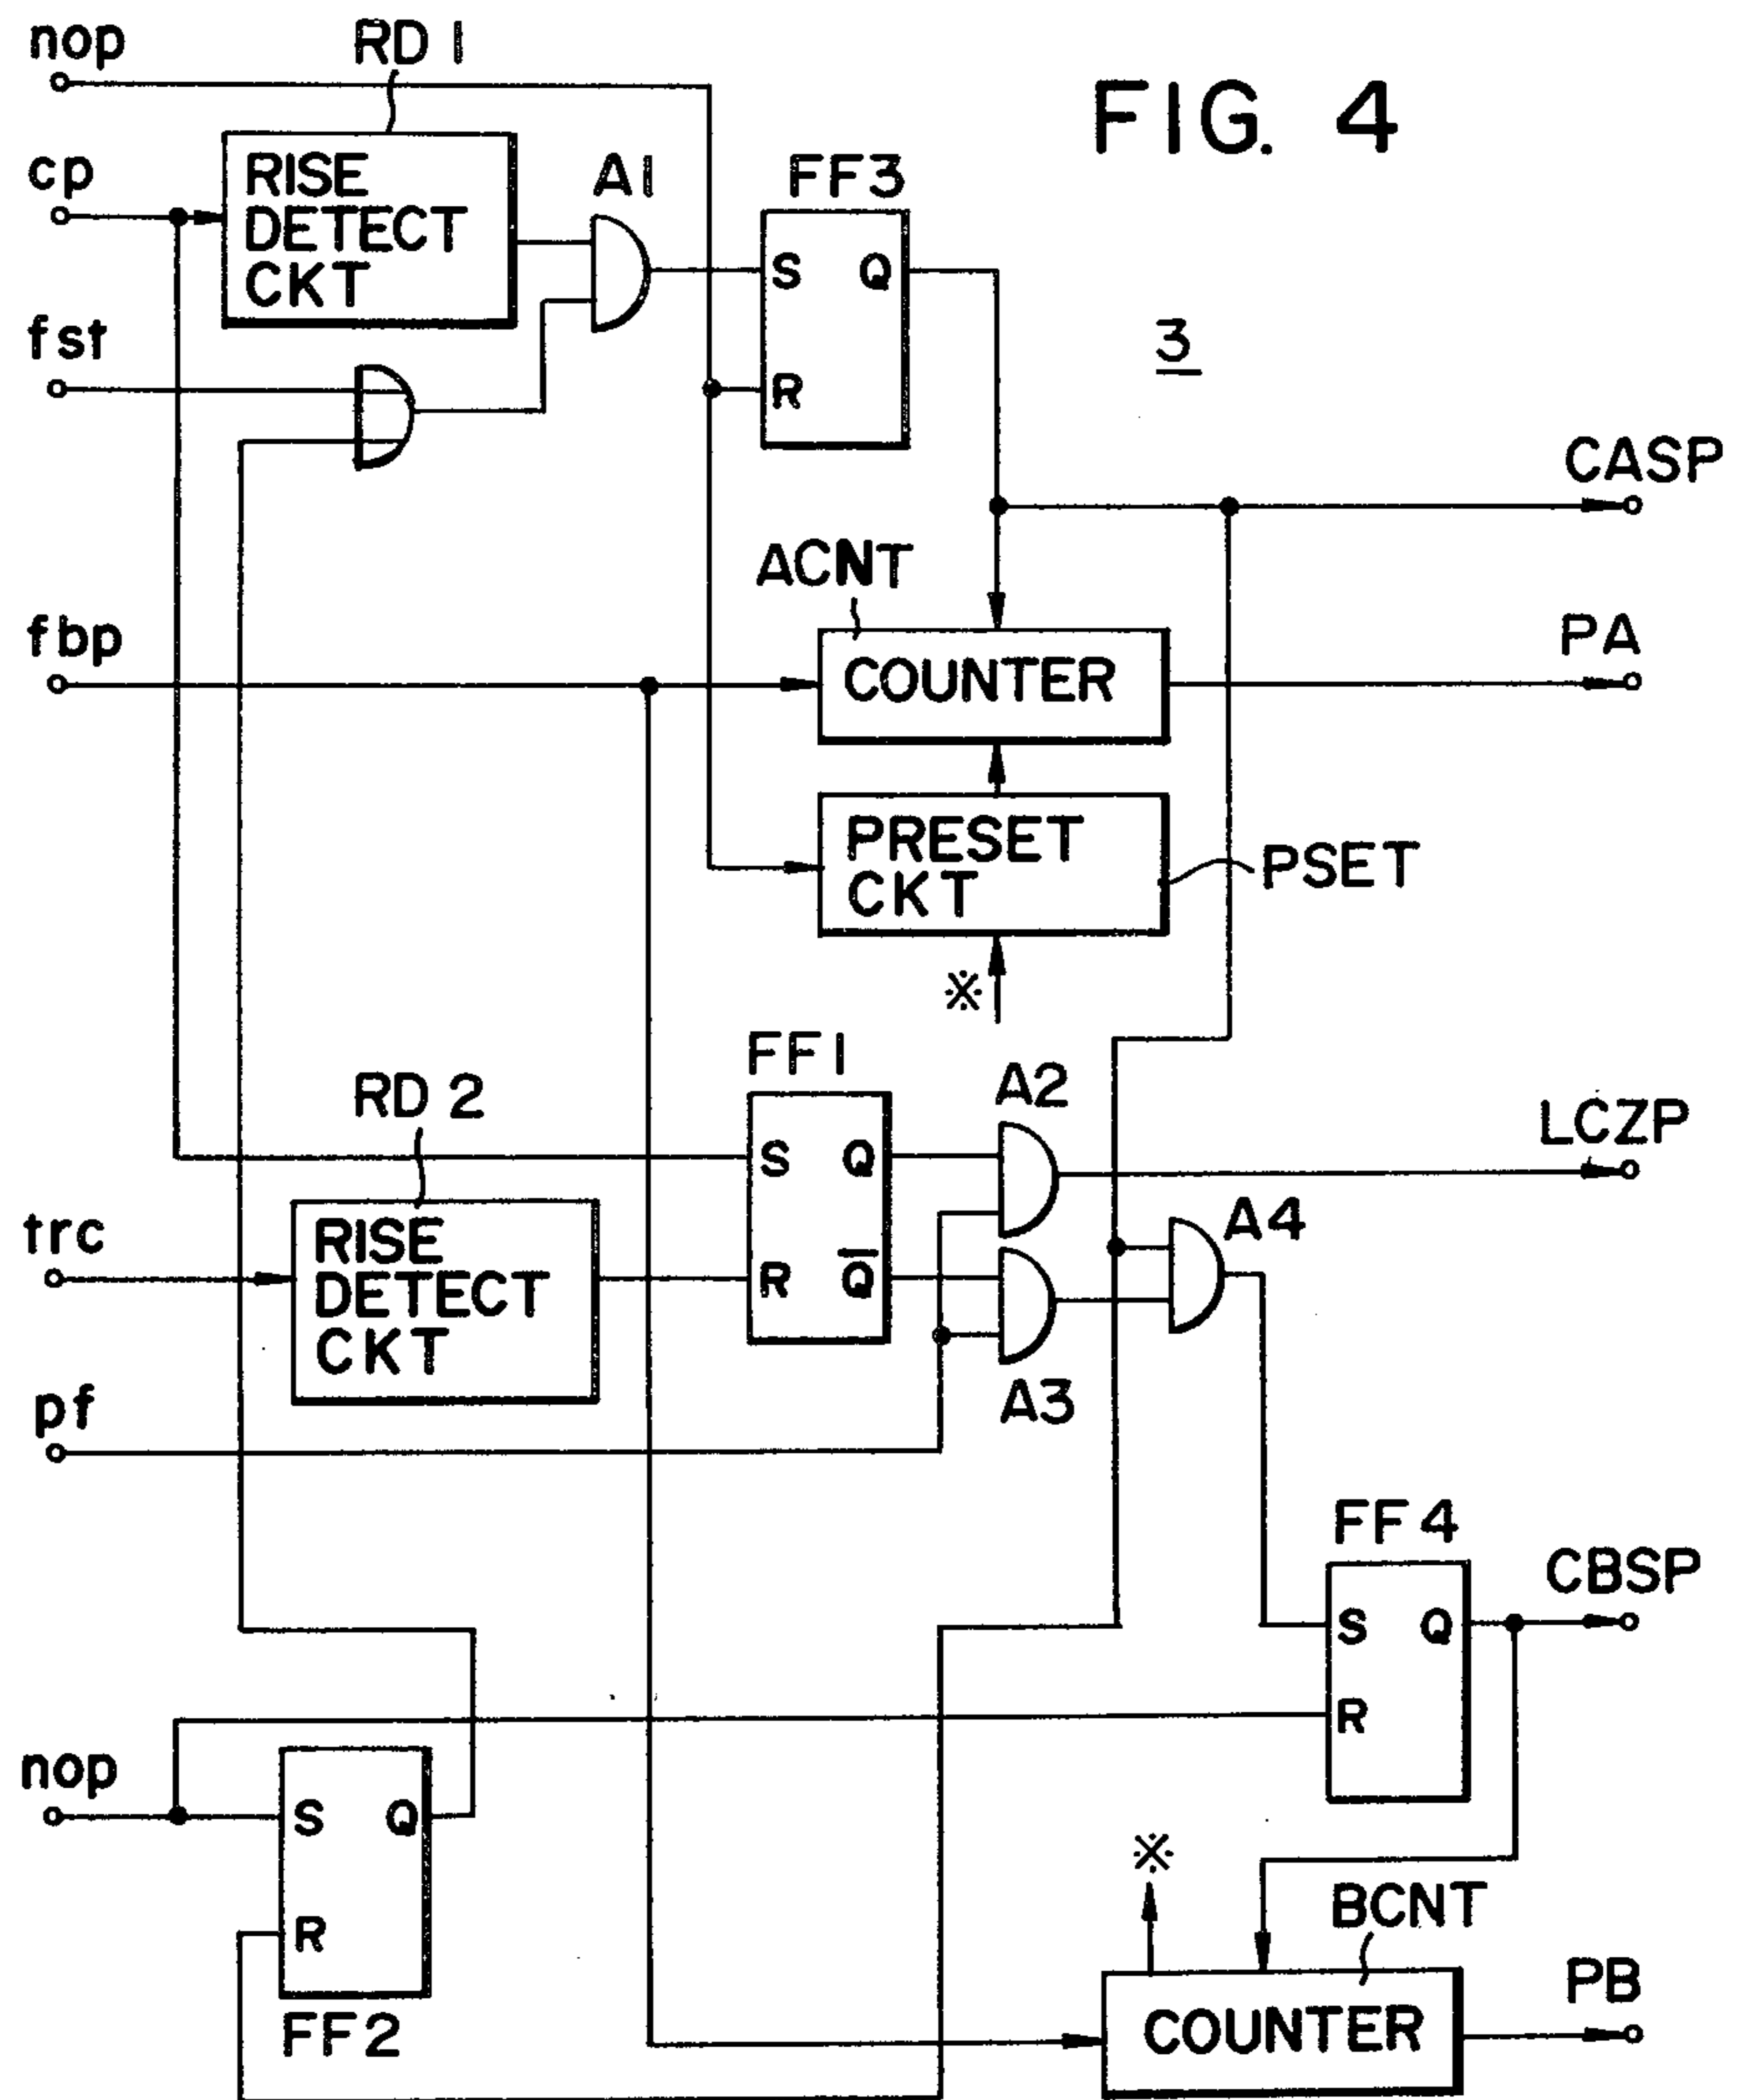 nop
RD 1
FIG. 4
cp
RISE
DETECT
CKT
A1
FF3
S Q
R
fst
3
CASP
ACNT
fbp
COUNTER
PA
PRESET
CKT
PSET
※
FF1
A2
RD 2
LCZP
S Q
trc
RISE
DETECT
CKT
R Q̅
A4
A3
pf
FF4
CBSP
S Q
R
nop
S Q
R
FF2
※
BCNT
COUNTER
PB